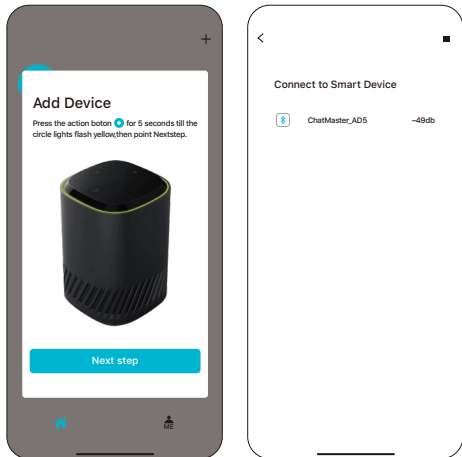 Add Device
Press the action boton for 5 seconds till the
circle lights flash yellow,then point Nextstep.
Next step
ME
Connect to Smart Device
ChatMaster_AD5 -49db